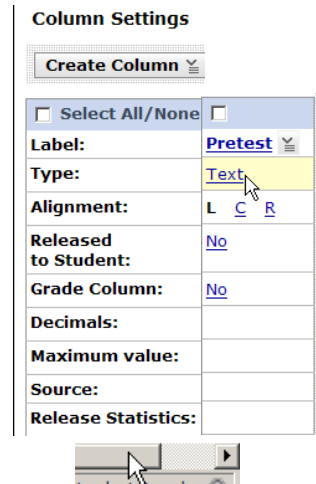 Column Settings
Create Column
Select All/None
Label: Pretest
Type: Text
Alignment: L C R
Released
to Student: No
Grade Column: No
Decimals:
Maximum value:
Source:
Release Statistics: